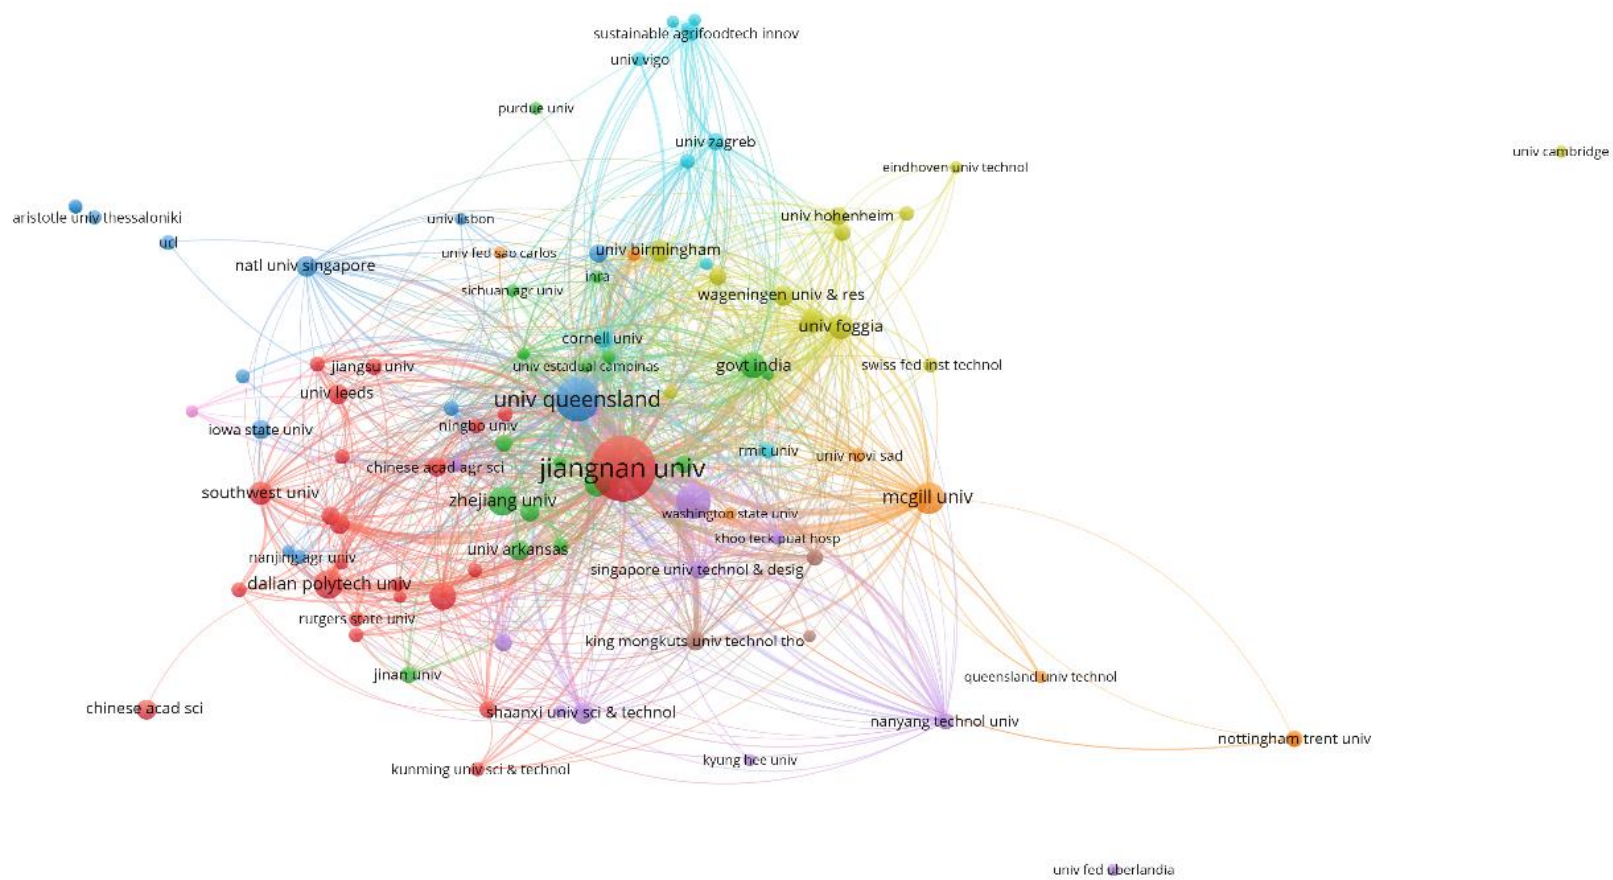 sustainable agrifoodtech innov
univ vigo
purdue univ
univ zagreb
univ cambridge
eindhoven univ technol
aristotle univ thessaloniki
univ lisbon
univ hohenheim
ucl
univ fed sao carlos
univ birmingham
natl univ singapore
inra
sichuan agr univ
wageningen univ & res
univ foggia
cornell univ
jiangsu univ
univ estadual campinas
govt india
swiss fed inst technol
univ leeds
univ queensland
iowa state univ
ningbo univ
rmit univ
univ novi sad
chinese acad agr sci
jiangnan univ
southwest univ
zhejiang univ
mcgill univ
washington state univ
khoo teck puat hosp
univ arkansas
nanjing agr univ
singapore univ technol & desig
dalian polytech univ
rutgers state univ
king mongkuts univ technol tho
jinan univ
queensland univ technol
chinese acad sci
shaanxi univ sci & technol
nanyang technol univ
nottingham trent univ
kyung hee univ
kunming univ sci & technol
univ fed uberlandia